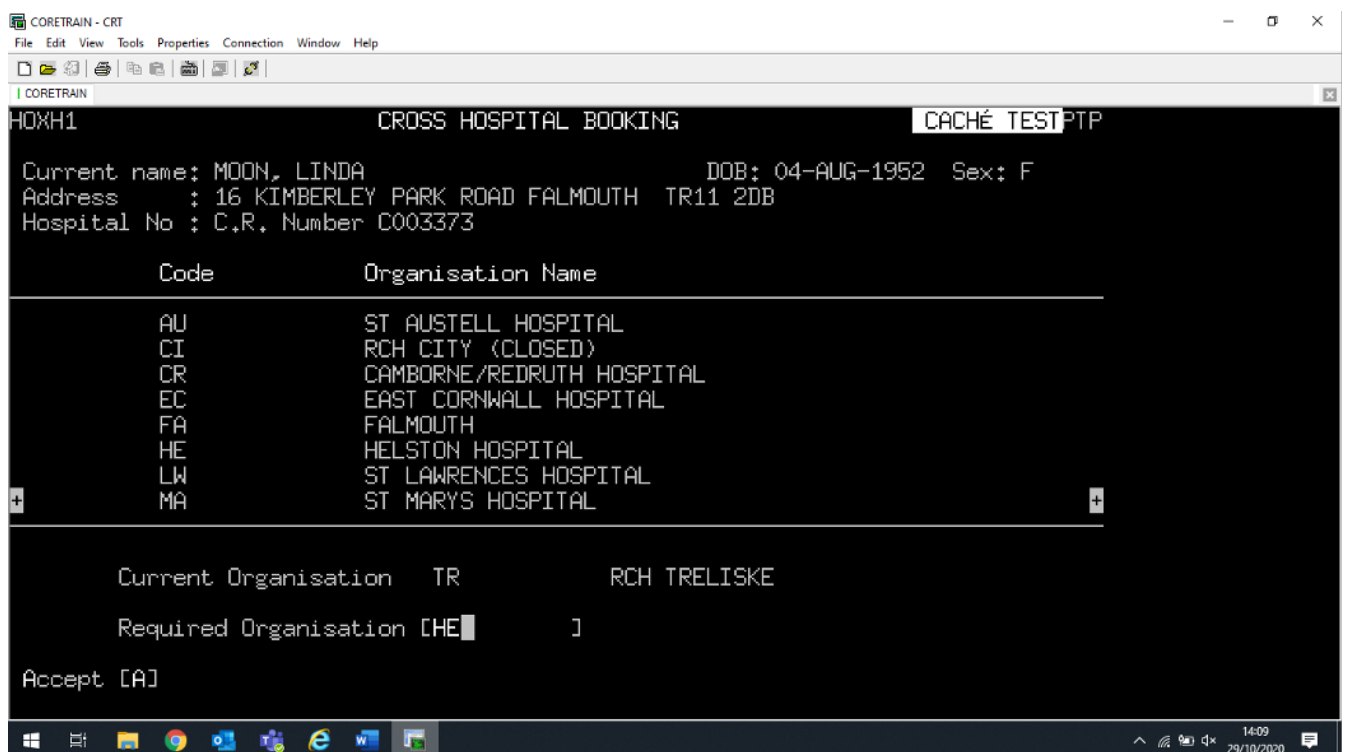 CORETRAIN - CRT
File Edit View Tools Properties Connection Window Help
CORETRAIN
HOXH1 CROSS HOSPITAL BOOKING CACHÉ TESTPTP
Current name: MOON, LINDA DOB: 04-AUG-1952 Sex: F
Address : 16 KIMBERLEY PARK ROAD FALMOUTH TR11 2DB
Hospital No : C.R. Number C003373
Code Organisation Name
AU ST AUSTELL HOSPITAL
CI RCH CITY (CLOSED)
CR CAMBORNE/REDRUTH HOSPITAL
EC EAST CORNWALL HOSPITAL
FA FALMOUTH
HE HELSTON HOSPITAL
LW ST LAWRENCES HOSPITAL
+ MA ST MARYS HOSPITAL +
Current Organisation TR RCH TRELISKE
Required Organisation [HE ]
Accept [A]
14:09
29/10/2020